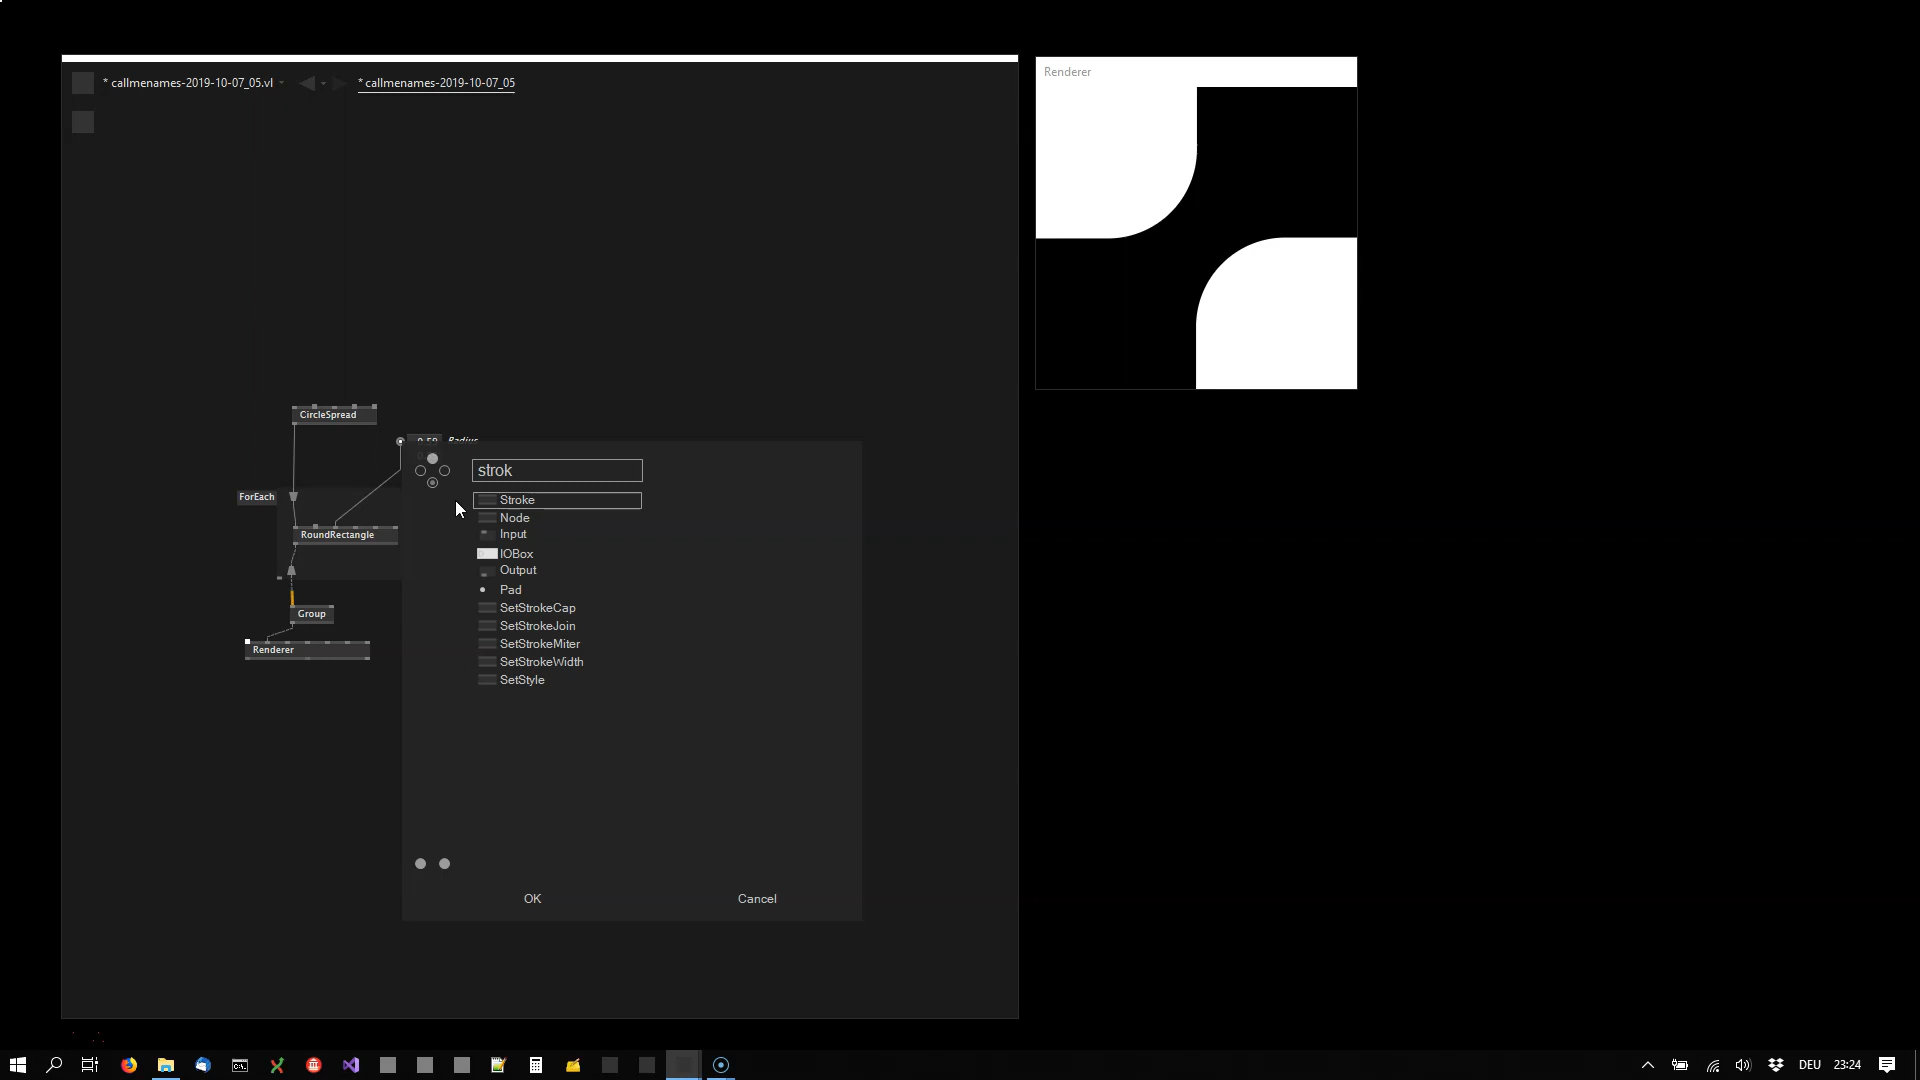 * callmenames-2019-10-07_05.vl
* callmenames-2019-10-07_05
Renderer
CircleSpread
Radius
strok
Stroke
ForEach
Node
Input
RoundRectangle
IOBox
Output
Pad
SetStrokeCap
Group
SetStrokeJoin
SetStrokeMiter
Renderer
SetStrokeWidth
SetStyle
OK
Cancel
DEU
23:24